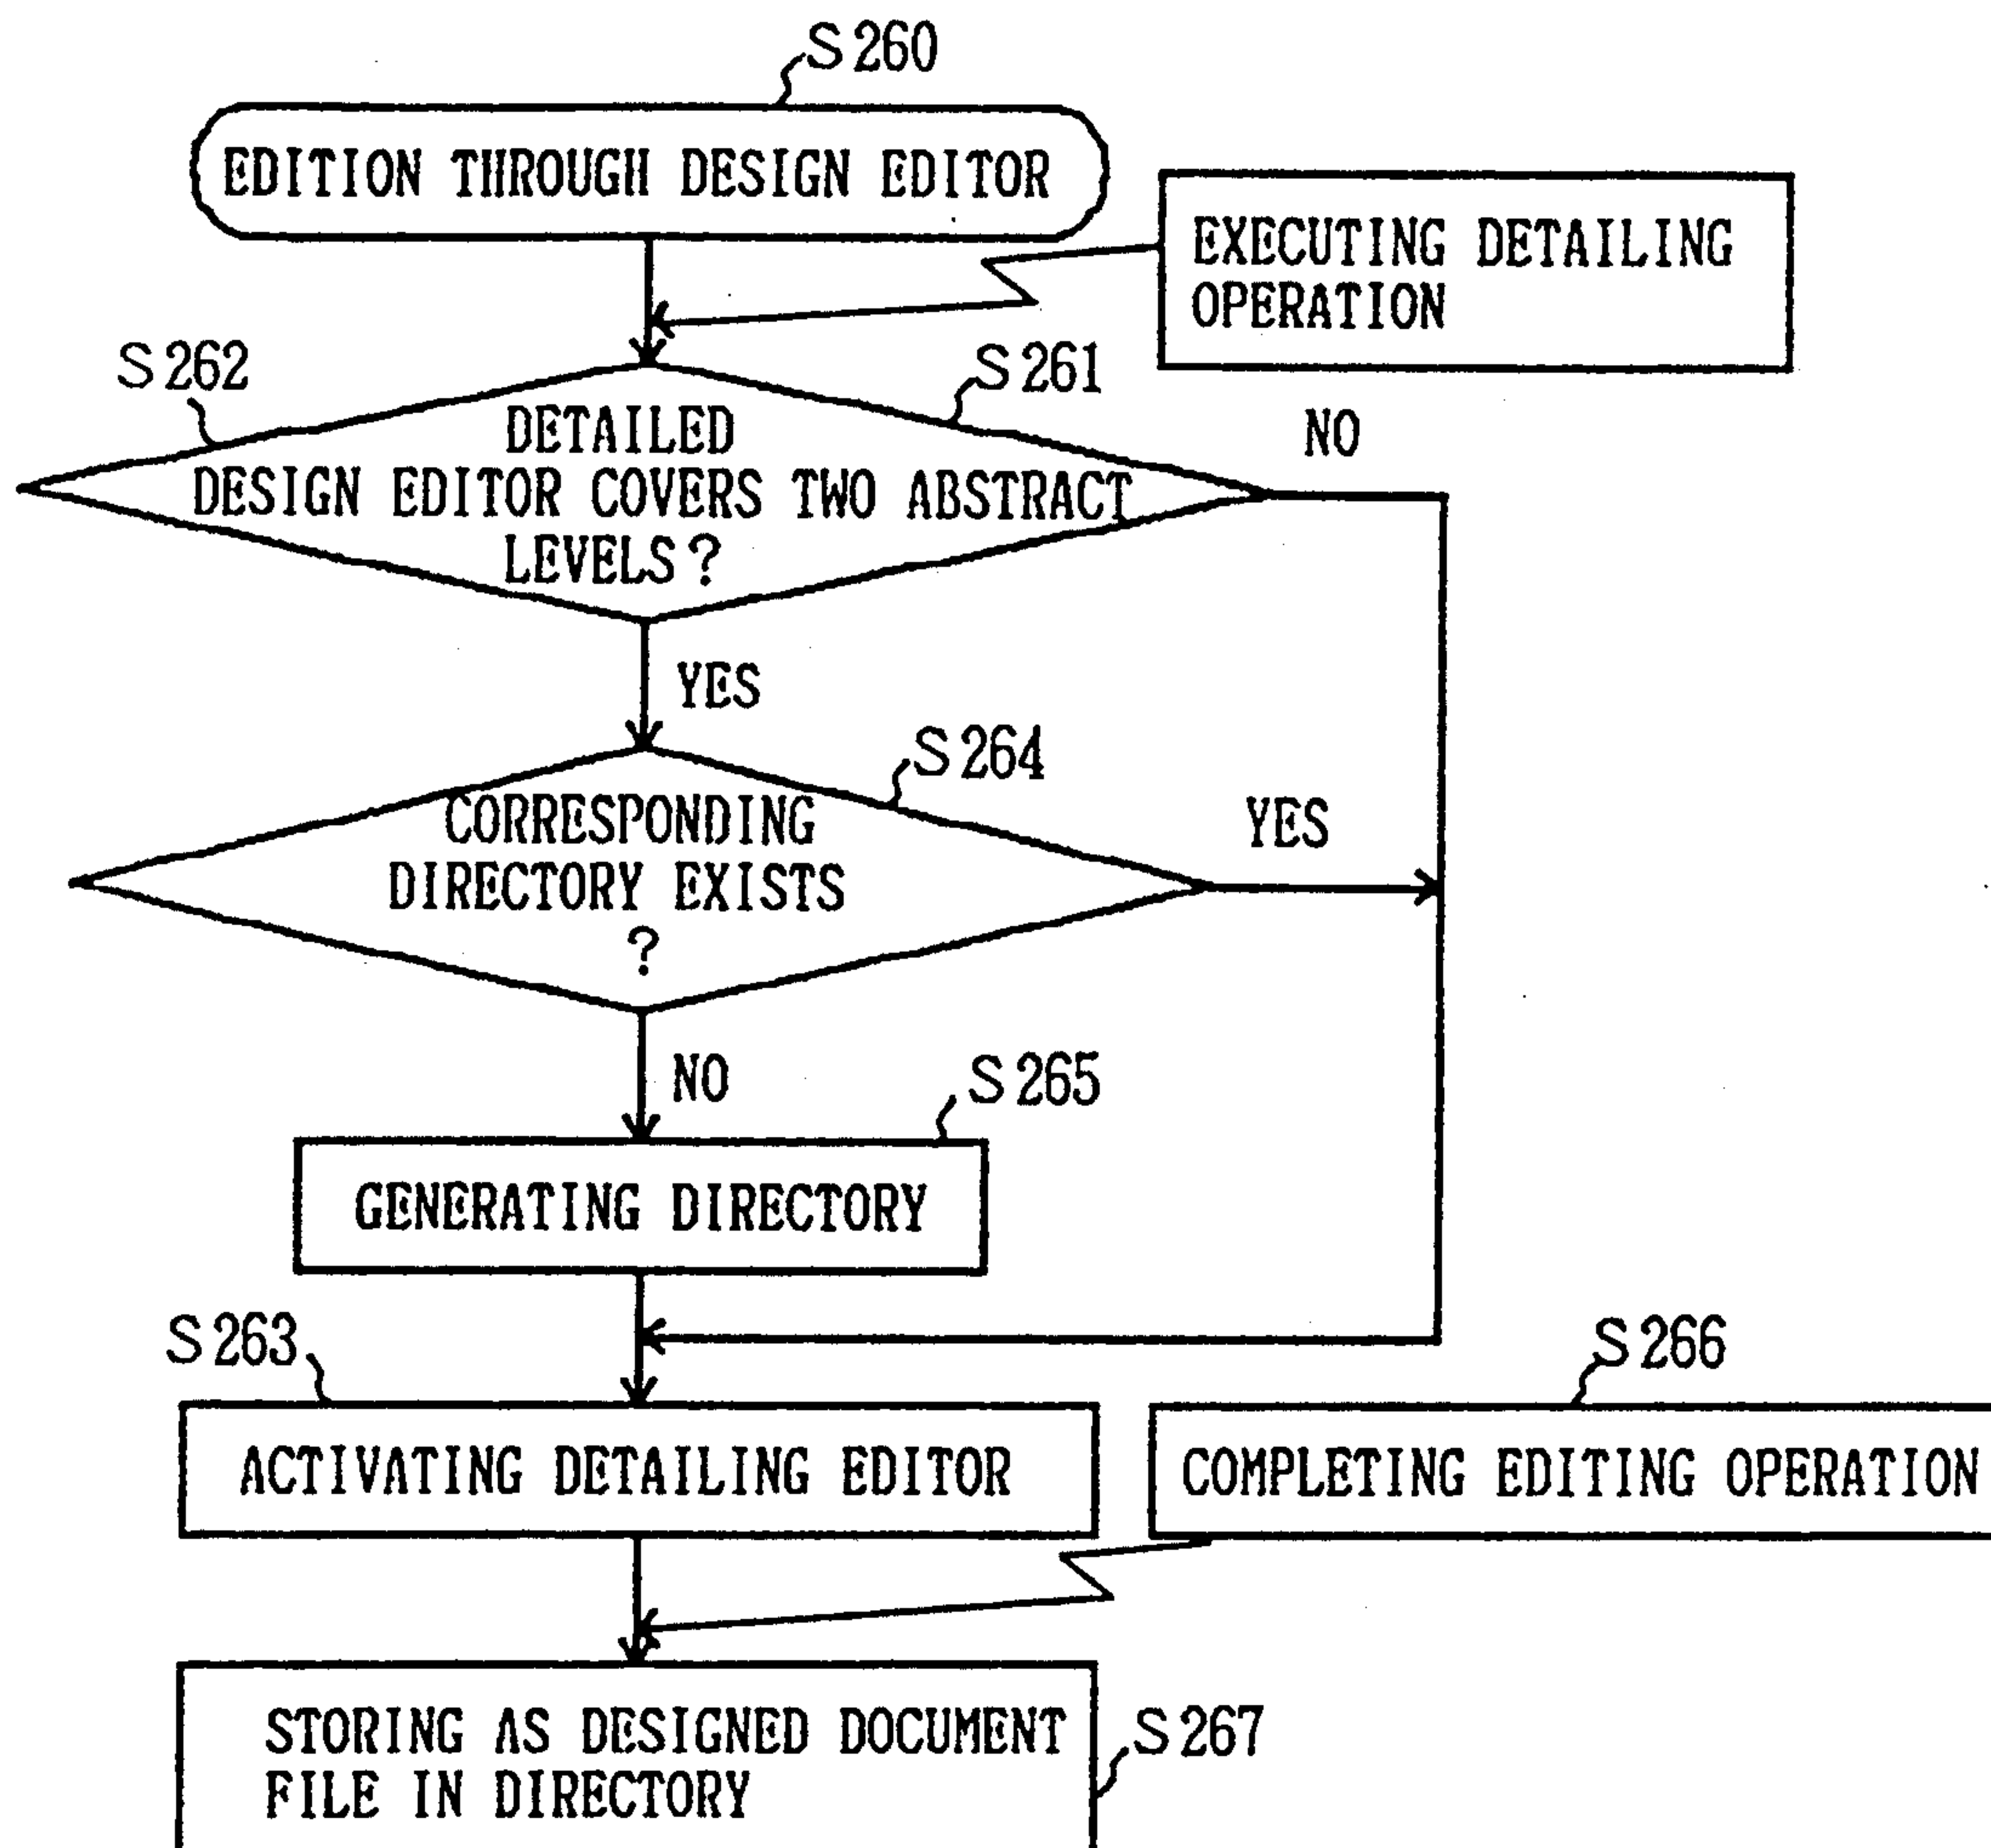 S260
EDITION THROUGH DESIGN EDITOR
EXECUTING DETAILING
OPERATION
S262
S261
NO
DETAILED
DESIGN EDITOR COVERS TWO ABSTRACT
LEVELS?
YES
S264
CORRESPONDING
DIRECTORY EXISTS
?
YES
NO
S265
GENERATING DIRECTORY
S263
S266
ACTIVATING DETAILING EDITOR
COMPLETING EDITING OPERATION
STORING AS DESIGNED DOCUMENT
FILE IN DIRECTORY
S267